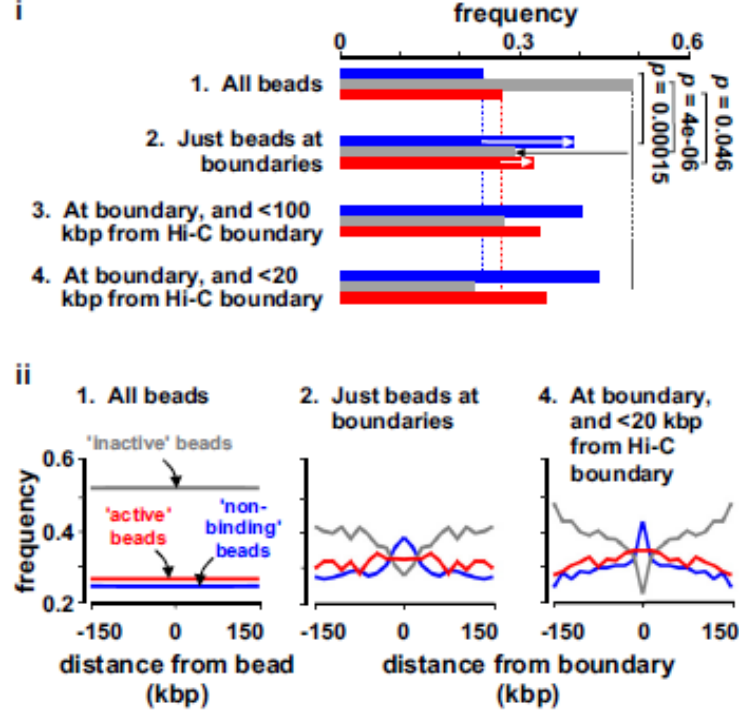 i
frequency
0 0.3 0.6
1. All beads
2. Just beads at
boundaries
3. At boundary, and <100
kbp from Hi-C boundary
4. At boundary, and <20
kbp from Hi-C boundary
p = 0.046
p = 4e-06
p = 0.00015
ii
1. All beads
2. Just beads at
boundaries
4. At boundary,
and <20 kbp
from Hi-C
boundary
frequency
0.6
0.4
0.2
'inactive' beads
'active'
beads
'non-
binding'
beads
-150 0 150
-150 0 150
-150 0 150
distance from bead
(kbp)
distance from boundary
(kbp)